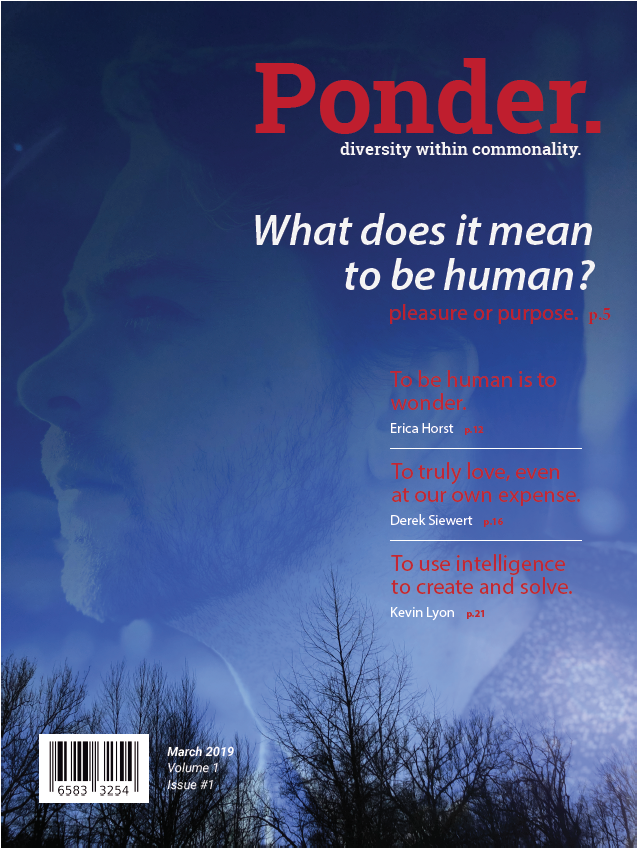 Ponder.
diversity within commonality.
What does it mean
to be human?
pleasure or purpose. p.5
To be human is to
wonder.
Erica Horst p.12
To truly love, even
at our own expense.
Derek Siewert p.16
To use intelligence
to create and solve.
Kevin Lyon p.21
March 2019
Volume 1
Issue #1
6583 3254